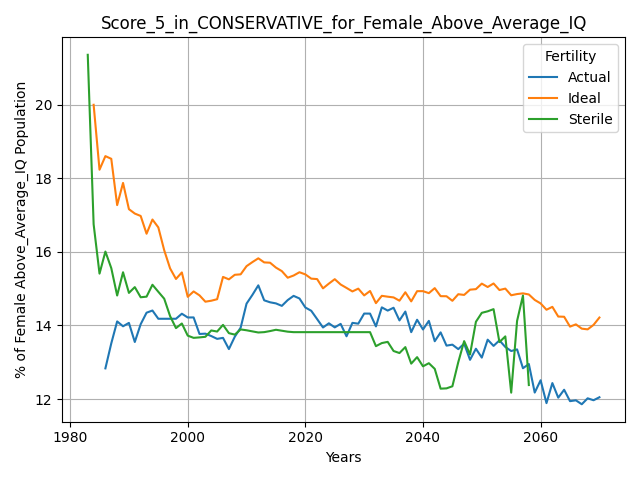 Score_5_in_CONSERVATIVE_for_Female_Above_Average_IQ
Fertility
Actual
Ideal
Sterile
% of Female Above_Average_IQ Population
20
18
16
14
12
1980
2000
2020
2040
2060
Years